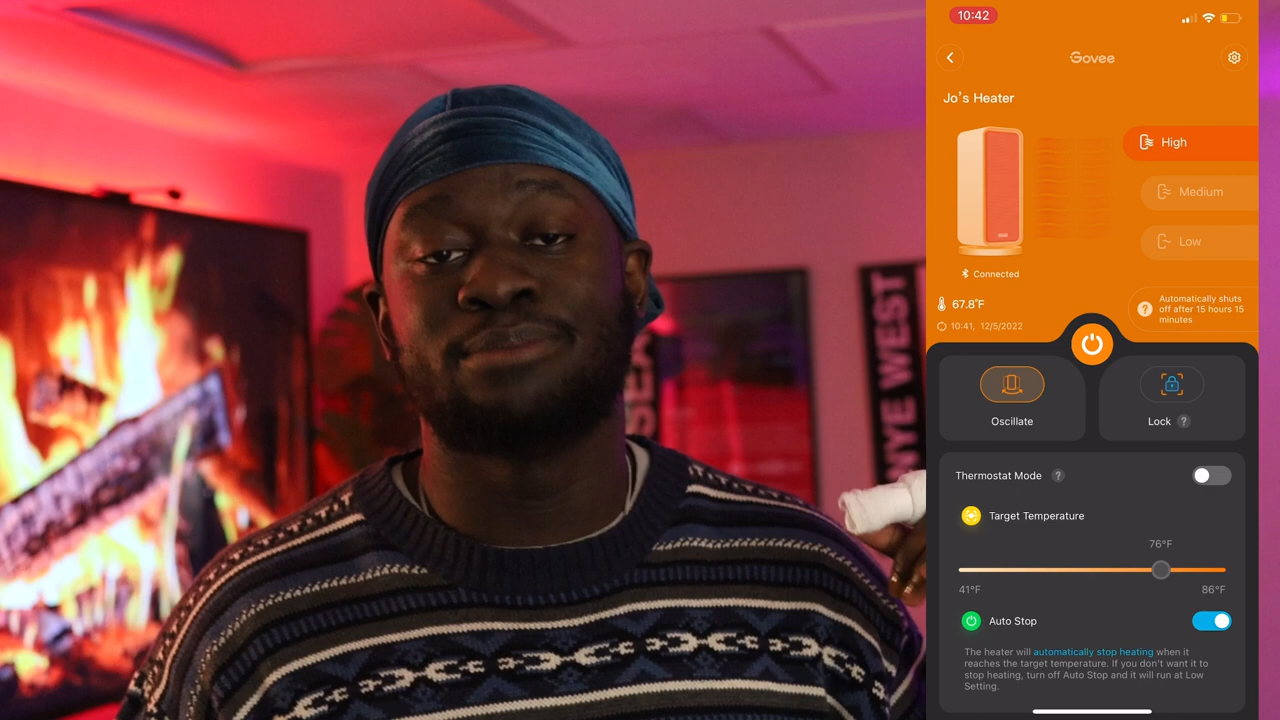 SEA
NYE WEST
10:42
Govee
Jo's Heater
High
Medium
Low
Connected
67.8°F
10:41, 12/5/2022
Automatically shuts
off after 15 hours 15
minutes
Oscillate
Lock ?
Thermostat Mode ?
Target Temperature
76°F
41°F
86°F
Auto Stop
The heater will automatically stop heating when it
reaches the target temperature. If you don't want it to
stop heating, turn off Auto Stop and it will run at Low
Setting.